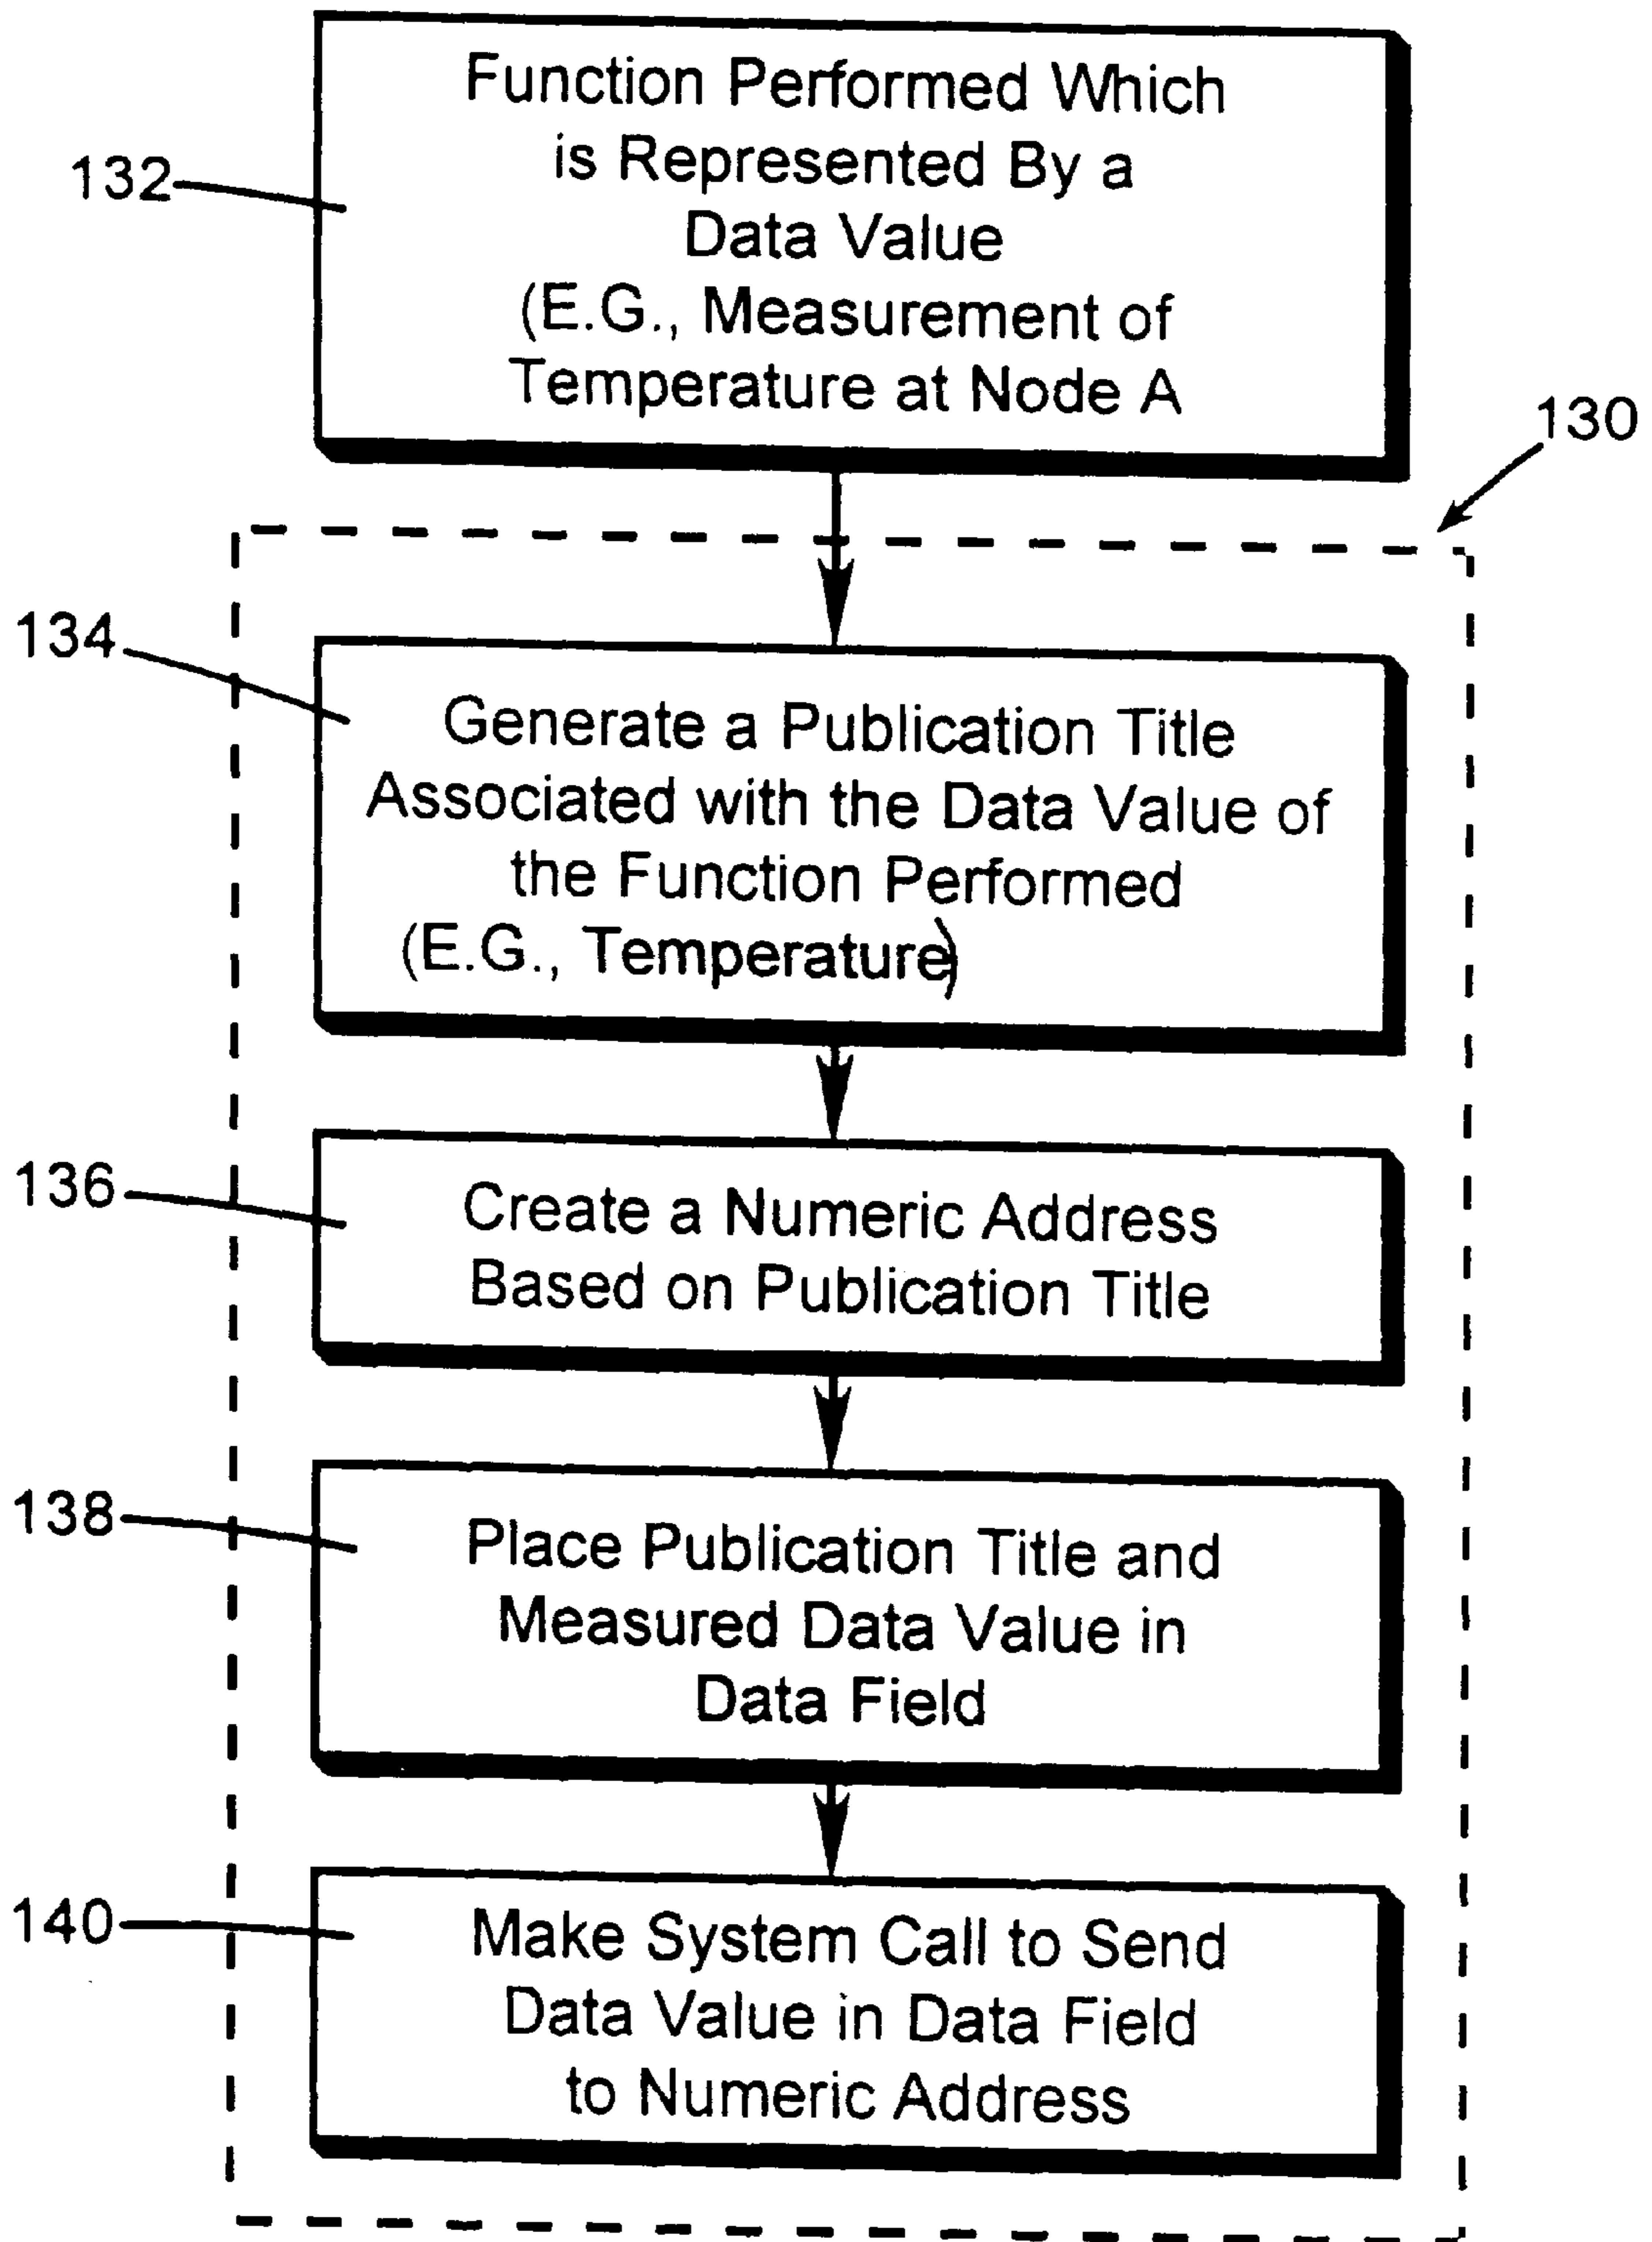 Function Performed Which
is Represented By a
Data Value
(E.G., Measurement of
Temperature at Node A
132
130
134
Generate a Publication Title
Associated with the Data Value of
the Function Performed
(E.G., Temperature)
136
Create a Numeric Address
Based on Publication Title
138
Place Publication Title and
Measured Data Value in
Data Field
140
Make System Call to Send
Data Value in Data Field
to Numeric Address